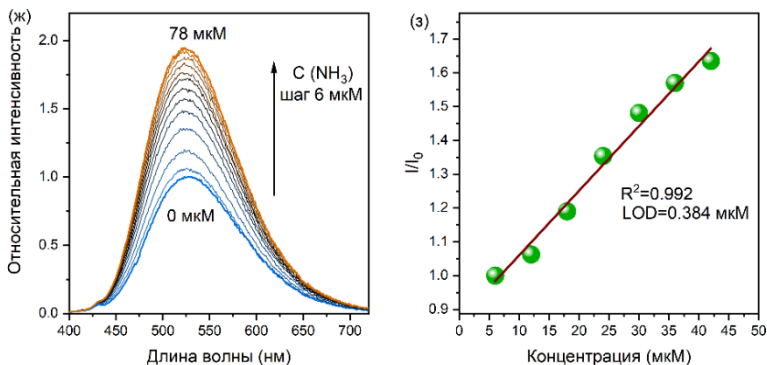 (ж)
78 мкМ
C (NH₃)
шаг 6 мкМ
0 мкМ
Относительная интенсивность
2.0
1.5
1.0
0.5
0.0
400 450 500 550 600 650 700
Длина волны (нм)
(з)
I/I₀
1.7
1.6
1.5
1.4
1.3
1.2
1.1
1.0
0.9
R²=0.992
LOD=0.384 мкМ
0 5 10 15 20 25 30 35 40 45 50
Концентрация (мкМ)